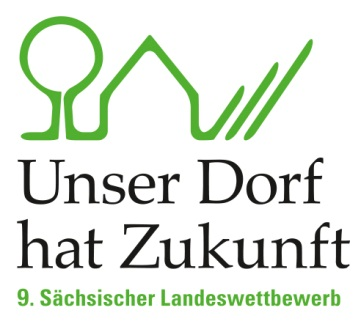 Unser Dorf
hat Zukunft
9. Sächsischer Landeswettbewerb